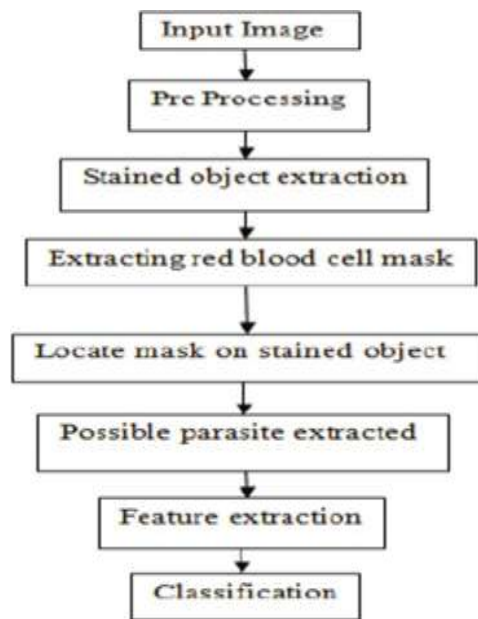 Input Image
Pre Processing
Stained object extraction
Extracting red blood cell mask
Locate mask on stained object
Possible parasite extracted
Feature extraction
Classification